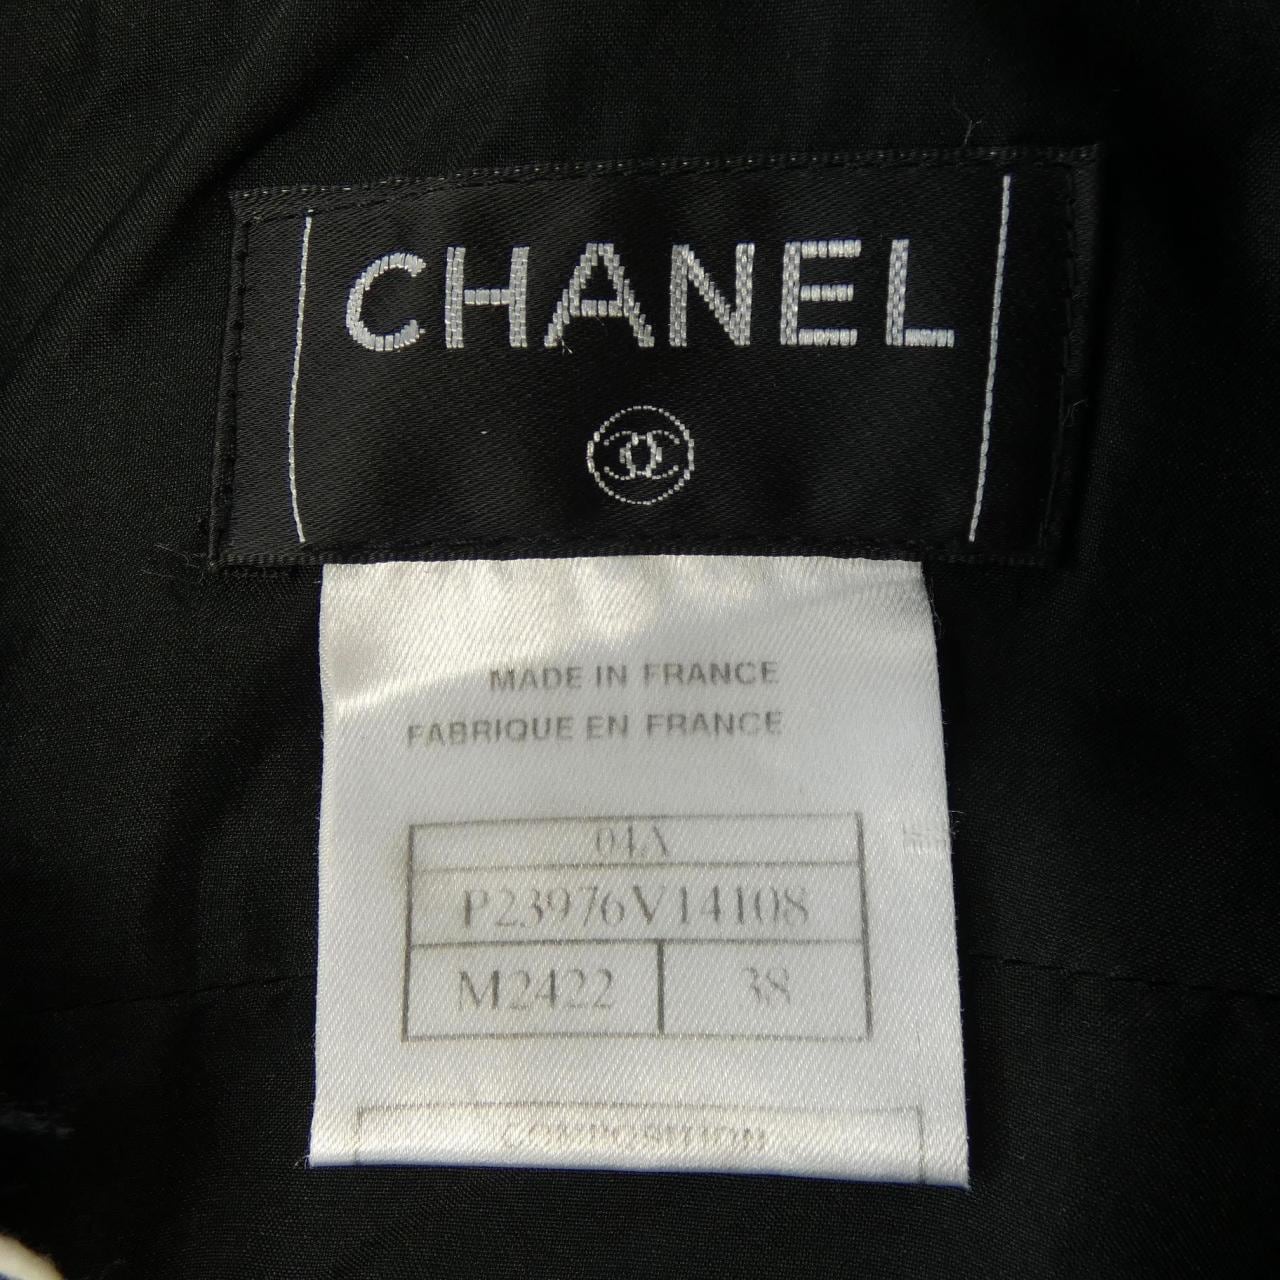 CHANEL
MADE IN FRANCE
FABRIQUE EN FRANCE
04A
P23976V14108
M2422 38
COMPOSITION